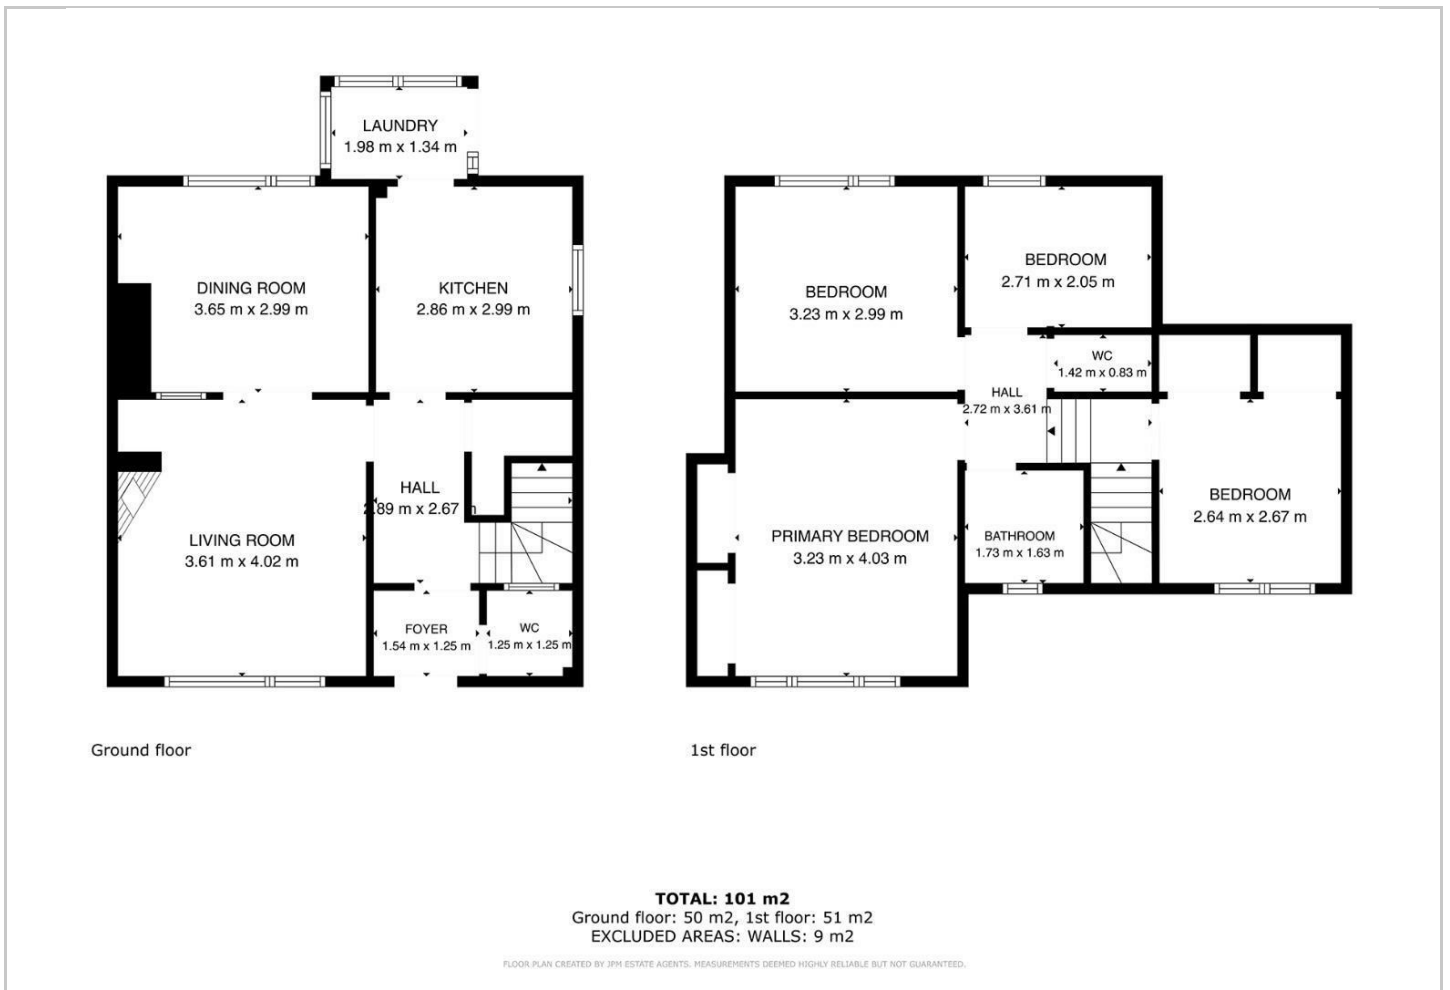 LAUNDRY
1.98 m x 1.34 m
DINING ROOM
3.65 m x 2.99 m
KITCHEN
2.86 m x 2.99 m
HALL
2.89 m x 2.67 m
LIVING ROOM
3.61 m x 4.02 m
FOYER
1.54 m x 1.25 m
WC
1.25 m x 1.25 m
Ground floor
BEDROOM
3.23 m x 2.99 m
BEDROOM
2.71 m x 2.05 m
WC
1.42 m x 0.83 m
HALL
2.72 m x 3.61 m
BEDROOM
2.64 m x 2.67 m
PRIMARY BEDROOM
3.23 m x 4.03 m
BATHROOM
1.73 m x 1.63 m
1st floor
TOTAL: 101 m2
Ground floor: 50 m2, 1st floor: 51 m2
EXCLUDED AREAS: WALLS: 9 m2
FLOOR PLAN CREATED BY JPM ESTATE AGENTS. MEASUREMENTS DEEMED HIGHLY RELIABLE BUT NOT GUARANTEED.